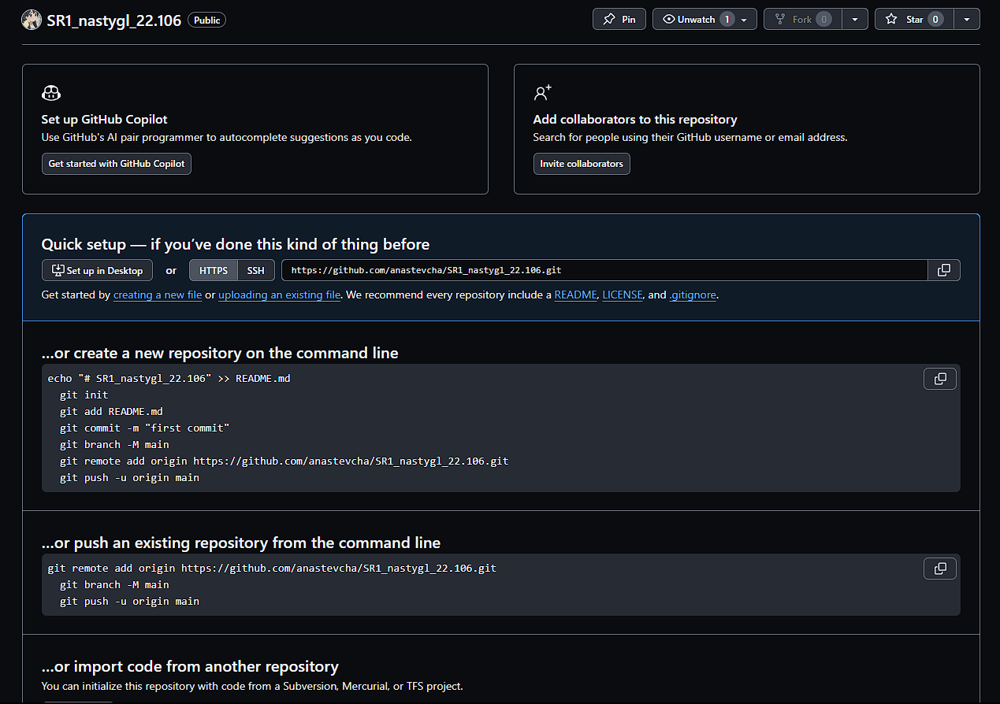 SR1_nastygl_22.106 Public Pin Unwatch 1 Fork 0 Star 0
Set up GitHub Copilot
Use GitHub's AI pair programmer to autocomplete suggestions as you code.
Get started with GitHub Copilot
Add collaborators to this repository
Search for people using their GitHub username or email address.
Invite collaborators
Quick setup — if you've done this kind of thing before
Set up in Desktop or HTTPS SSH https://github.com/anastevcha/SR1_nastygl_22.106.git
Get started by creating a new file or uploading an existing file. We recommend every repository include a README, LICENSE, and .gitignore.
…or create a new repository on the command line
echo "# SR1_nastygl_22.106" >> README.md
git init
git add README.md
git commit -m "first commit"
git branch -M main
git remote add origin https://github.com/anastevcha/SR1_nastygl_22.106.git
git push -u origin main
…or push an existing repository from the command line
git remote add origin https://github.com/anastevcha/SR1_nastygl_22.106.git
git branch -M main
git push -u origin main
…or import code from another repository
You can initialize this repository with code from a Subversion, Mercurial, or TFS project.